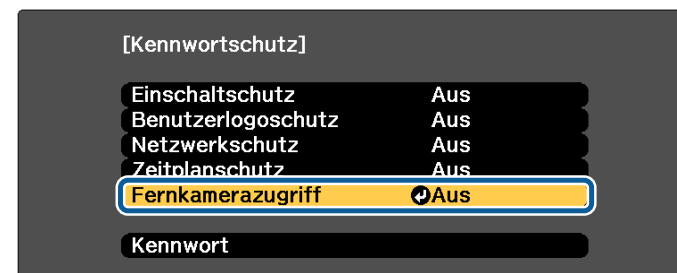 [Kennwortschutz]
Einschaltschutz Aus
Benutzerlogoschutz Aus
Netzwerkschutz Aus
Zeitplanschutz Aus
Fernkamerazugriff Aus
Kennwort